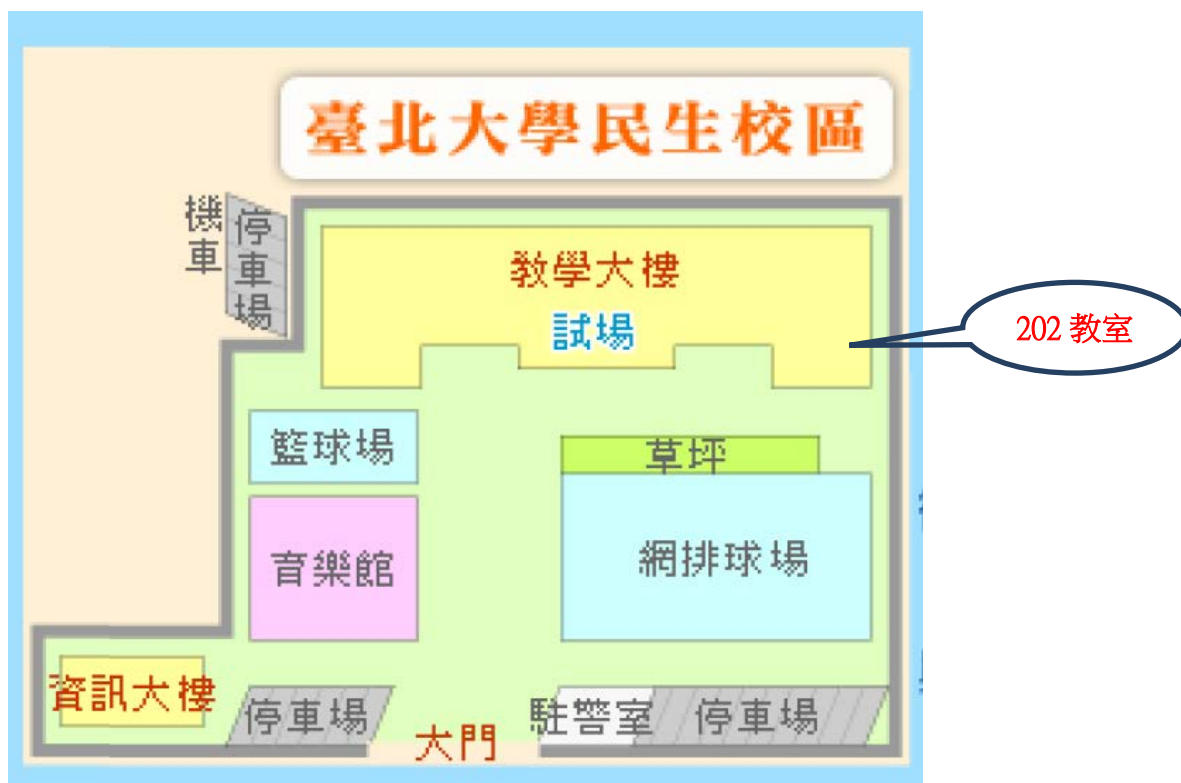 臺北大學民生校區
機車
停車場
教學大樓
試場
202 教室
籃球場
草坪
育樂館
網排球場
資訊大樓
停車場
大門
駐警室
停車場